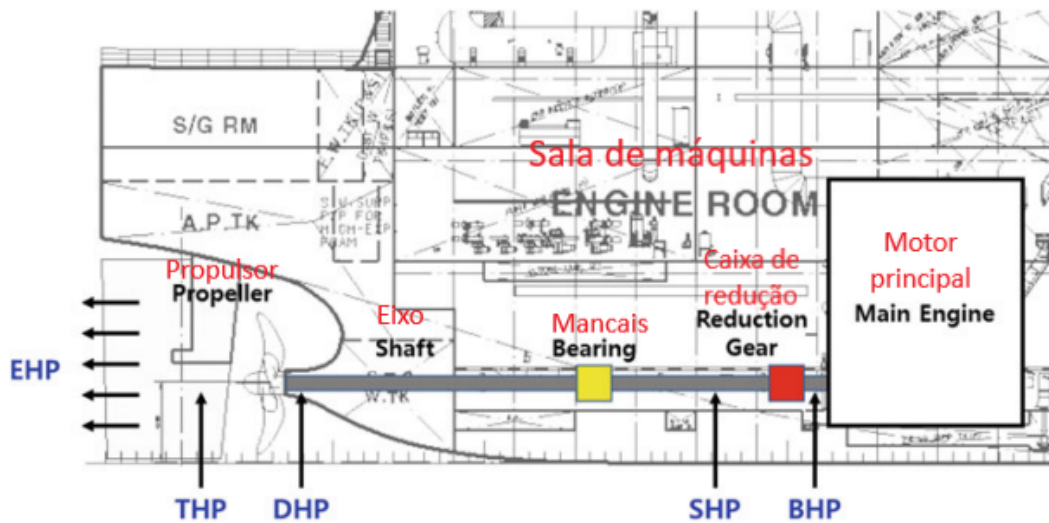 S/G RM
Sala de máquinas
ENGINE ROOM
A.P.TK
Propulsor
Propeller
Eixo
Shaft
Mancais
Bearing
Caixa de
redução
Reduction
Gear
Motor
principal
Main Engine
EHP
W.TK
THP
DHP
SHP
BHP